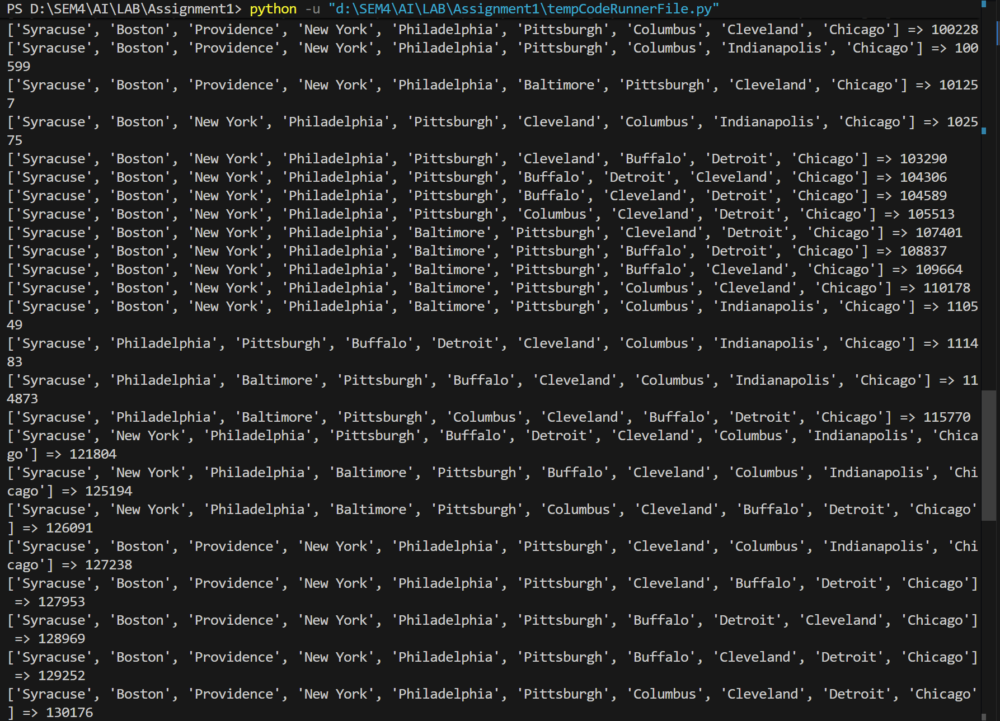 PS D:\SEM4\AI\LAB\Assignment1> python -u "d:\SEM4\AI\LAB\Assignment1\tempCodeRunnerFile.py"
['Syracuse', 'Boston', 'Providence', 'New York', 'Philadelphia', 'Pittsburgh', 'Columbus', 'Cleveland', 'Chicago'] => 100228
['Syracuse', 'Boston', 'Providence', 'New York', 'Philadelphia', 'Pittsburgh', 'Columbus', 'Indianapolis', 'Chicago'] => 100
599
['Syracuse', 'Boston', 'Providence', 'New York', 'Philadelphia', 'Baltimore', 'Pittsburgh', 'Cleveland', 'Chicago'] => 10125
7
['Syracuse', 'Boston', 'New York', 'Philadelphia', 'Pittsburgh', 'Cleveland', 'Columbus', 'Indianapolis', 'Chicago'] => 1025
75
['Syracuse', 'Boston', 'New York', 'Philadelphia', 'Pittsburgh', 'Cleveland', 'Buffalo', 'Detroit', 'Chicago'] => 103290
['Syracuse', 'Boston', 'New York', 'Philadelphia', 'Pittsburgh', 'Buffalo', 'Detroit', 'Cleveland', 'Chicago'] => 104306
['Syracuse', 'Boston', 'New York', 'Philadelphia', 'Pittsburgh', 'Buffalo', 'Cleveland', 'Detroit', 'Chicago'] => 104589
['Syracuse', 'Boston', 'New York', 'Philadelphia', 'Pittsburgh', 'Columbus', 'Cleveland', 'Detroit', 'Chicago'] => 105513
['Syracuse', 'Boston', 'New York', 'Philadelphia', 'Baltimore', 'Pittsburgh', 'Cleveland', 'Detroit', 'Chicago'] => 107401
['Syracuse', 'Boston', 'New York', 'Philadelphia', 'Baltimore', 'Pittsburgh', 'Buffalo', 'Detroit', 'Chicago'] => 108837
['Syracuse', 'Boston', 'New York', 'Philadelphia', 'Baltimore', 'Pittsburgh', 'Buffalo', 'Cleveland', 'Chicago'] => 109664
['Syracuse', 'Boston', 'New York', 'Philadelphia', 'Baltimore', 'Pittsburgh', 'Columbus', 'Cleveland', 'Chicago'] => 110178
['Syracuse', 'Boston', 'New York', 'Philadelphia', 'Baltimore', 'Pittsburgh', 'Columbus', 'Indianapolis', 'Chicago'] => 1105
49
['Syracuse', 'Philadelphia', 'Pittsburgh', 'Buffalo', 'Detroit', 'Cleveland', 'Columbus', 'Indianapolis', 'Chicago'] => 1114
83
['Syracuse', 'Philadelphia', 'Baltimore', 'Pittsburgh', 'Buffalo', 'Cleveland', 'Columbus', 'Indianapolis', 'Chicago'] => 11
4873
['Syracuse', 'Philadelphia', 'Baltimore', 'Pittsburgh', 'Columbus', 'Cleveland', 'Buffalo', 'Detroit', 'Chicago'] => 115770
['Syracuse', 'New York', 'Philadelphia', 'Pittsburgh', 'Buffalo', 'Detroit', 'Cleveland', 'Columbus', 'Indianapolis', 'Chica
go'] => 121804
['Syracuse', 'New York', 'Philadelphia', 'Baltimore', 'Pittsburgh', 'Buffalo', 'Cleveland', 'Columbus', 'Indianapolis', 'Chi
cago'] => 125194
['Syracuse', 'New York', 'Philadelphia', 'Baltimore', 'Pittsburgh', 'Columbus', 'Cleveland', 'Buffalo', 'Detroit', 'Chicago'
] => 126091
['Syracuse', 'Boston', 'Providence', 'New York', 'Philadelphia', 'Pittsburgh', 'Cleveland', 'Columbus', 'Indianapolis', 'Chi
cago'] => 127238
['Syracuse', 'Boston', 'Providence', 'New York', 'Philadelphia', 'Pittsburgh', 'Cleveland', 'Buffalo', 'Detroit', 'Chicago']
 => 127953
['Syracuse', 'Boston', 'Providence', 'New York', 'Philadelphia', 'Pittsburgh', 'Buffalo', 'Detroit', 'Cleveland', 'Chicago']
 => 128969
['Syracuse', 'Boston', 'Providence', 'New York', 'Philadelphia', 'Pittsburgh', 'Buffalo', 'Cleveland', 'Detroit', 'Chicago']
 => 129252
['Syracuse', 'Boston', 'Providence', 'New York', 'Philadelphia', 'Pittsburgh', 'Columbus', 'Cleveland', 'Detroit', 'Chicago'
] => 130176